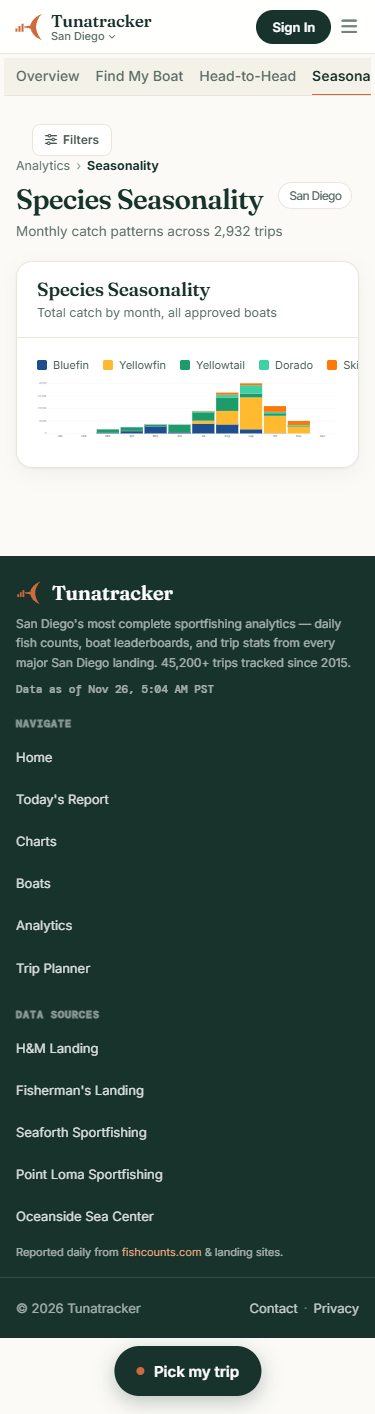 Tunatracker
San Diego
Sign In
Overview Find My Boat Head-to-Head Seasona
Filters
Analytics › Seasonality
Species Seasonality
San Diego
Monthly catch patterns across 2,932 trips
Species Seasonality
Total catch by month, all approved boats
Bluefin Yellowfin Yellowtail Dorado Ski
Tunatracker
San Diego's most complete sportfishing analytics — daily
fish counts, boat leaderboards, and trip stats from every
major San Diego landing. 45,200+ trips tracked since 2015.
Data as of Nov 26, 5:04 AM PST
NAVIGATE
Home
Today's Report
Charts
Boats
Analytics
Trip Planner
DATA SOURCES
H&M Landing
Fisherman's Landing
Seaforth Sportfishing
Point Loma Sportfishing
Oceanside Sea Center
Reported daily from fishcounts.com & landing sites.
© 2026 Tunatracker
Contact · Privacy
Pick my trip